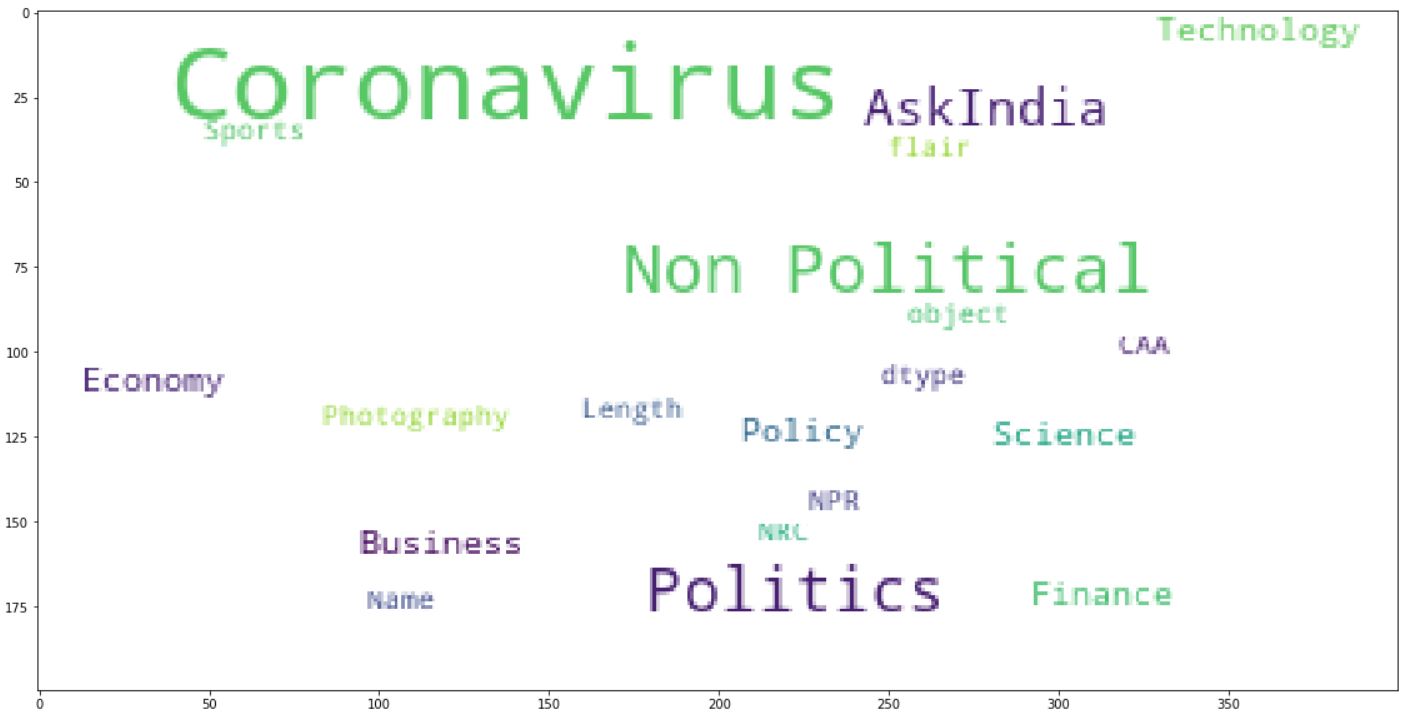 0
Technology
Coronavirus
25
AskIndia
Sports
flair
50
Non Political
75
object
CAA
100
Economy
dtype
Length
Photography
125
Policy
Science
NPR
150
NRC
Business
Politics
Finance
Name
175
0 50 100 150 200 250 300 350